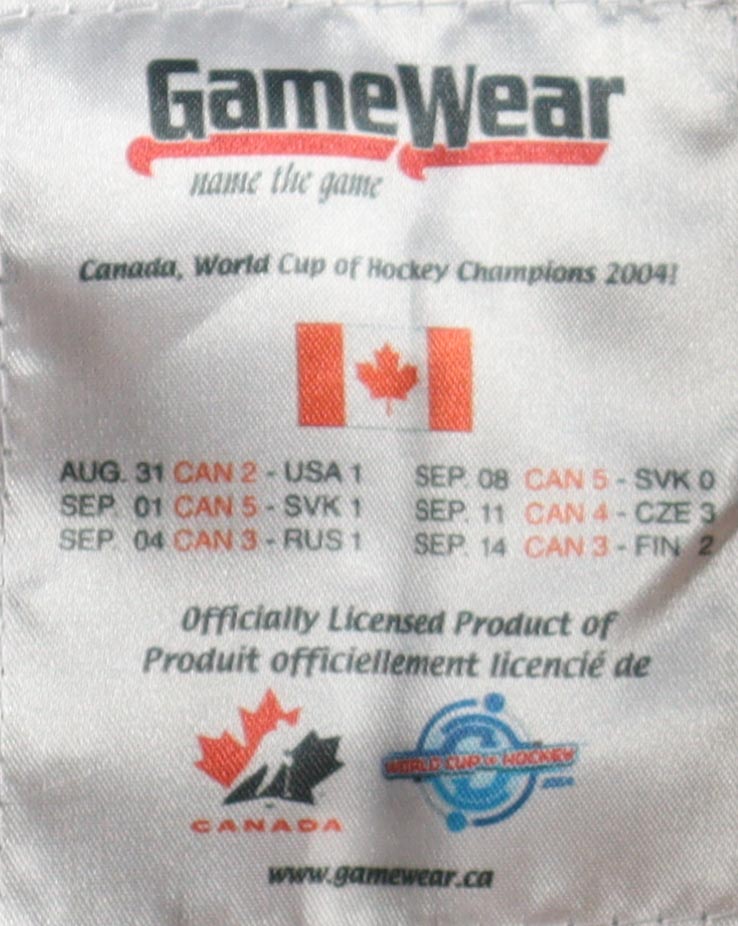 GameWear
name the game
Canada, World Cup of Hockey Champions 2004!
AUG. 31 CAN 2 - USA 1
SEP. 01 CAN 5 - SVK 1
SEP. 04 CAN 3 - RUS 1
SEP. 08 CAN 5 - SVK 0
SEP. 11 CAN 4 - CZE 3
SEP. 14 CAN 3 - FIN 2
Officially Licensed Product of
Produit officiellement licencié de
CANADA
WORLD CUP OF HOCKEY
2004
www.gamewear.ca